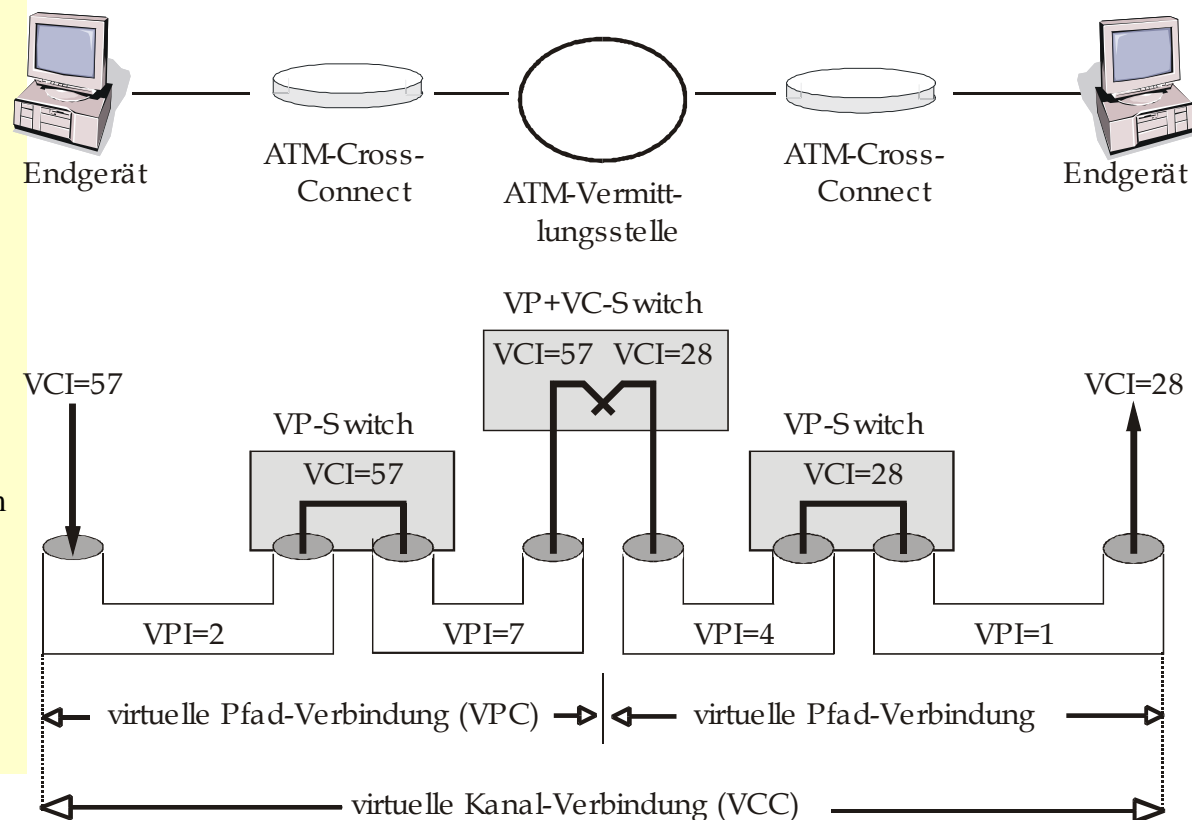 Endgerät
ATM-Cross-
Connect
ATM-Vermitt-
lungsstelle
ATM-Cross-
Connect
Endgerät
VP+VC-Switch
VCI=57 VCI=28
VCI=57
VCI=28
VP-Switch
VP-Switch
VCI=57
VCI=28
n
VPI=2
VPI=7
VPI=4
VPI=1
virtuelle Pfad-Verbindung (VPC)
virtuelle Pfad-Verbindung
virtuelle Kanal-Verbindung (VCC)